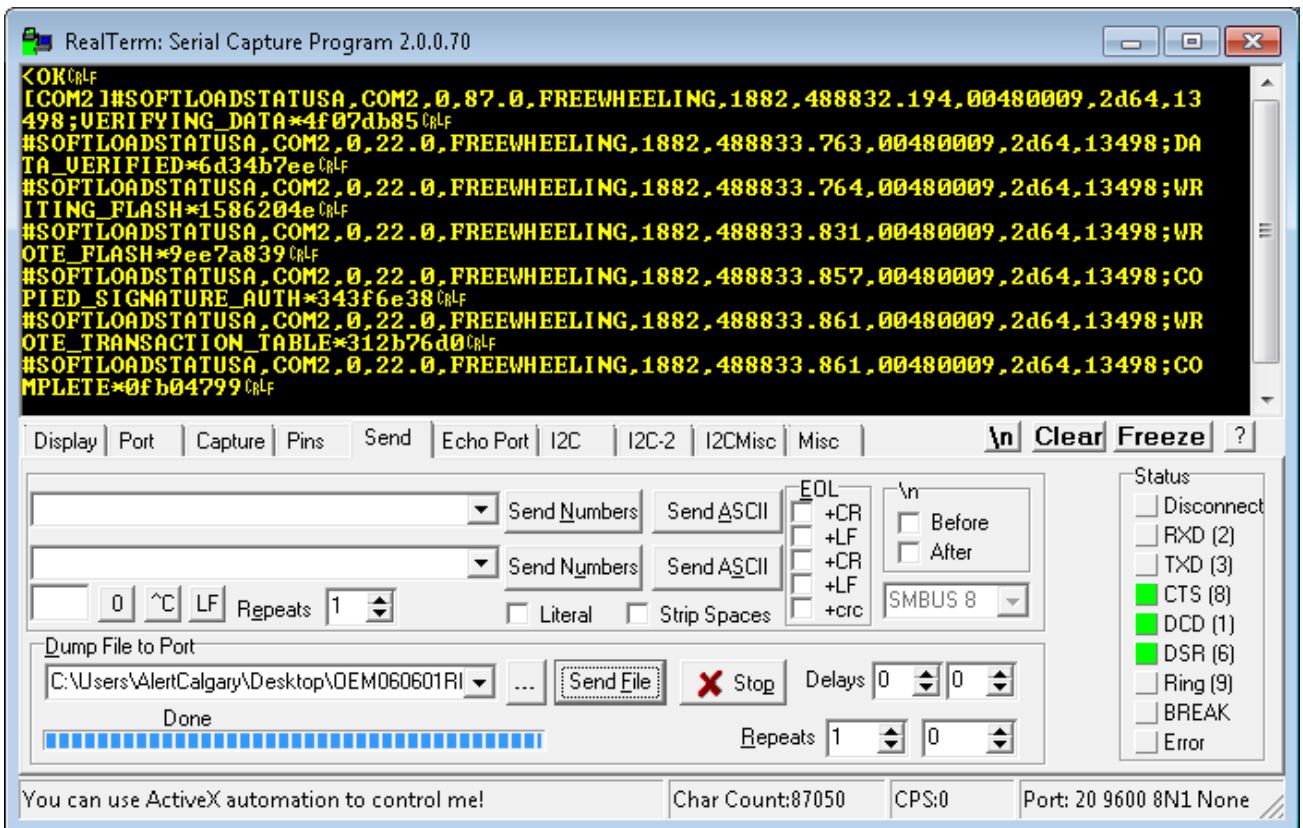 RealTerm: Serial Capture Program 2.0.0.70
<OKCRLF
[COM2]#SOFTLOADSTATUSA,COM2,0,87.0,FREEWHEELING,1882,488832.194,00480009,2d64,13
498;VERIFYING_DATA*4f07db85CRLF
#SOFTLOADSTATUSA,COM2,0,22.0,FREEWHEELING,1882,488833.763,00480009,2d64,13498;DA
TA_VERIFIED*6d34b7eeCRLF
#SOFTLOADSTATUSA,COM2,0,22.0,FREEWHEELING,1882,488833.764,00480009,2d64,13498;WR
ITING_FLASH*1586204eCRLF
#SOFTLOADSTATUSA,COM2,0,22.0,FREEWHEELING,1882,488833.831,00480009,2d64,13498;WR
OTE_FLASH*9ee7a839CRLF
#SOFTLOADSTATUSA,COM2,0,22.0,FREEWHEELING,1882,488833.857,00480009,2d64,13498;CO
PIED_SIGNATURE_AUTH*343f6e38CRLF
#SOFTLOADSTATUSA,COM2,0,22.0,FREEWHEELING,1882,488833.861,00480009,2d64,13498;WR
OTE_TRANSACTION_TABLE*312b76d0CRLF
#SOFTLOADSTATUSA,COM2,0,22.0,FREEWHEELING,1882,488833.861,00480009,2d64,13498;CO
MPLETE*0fb04799CRLF
Display Port Capture Pins Send Echo Port I2C I2C-2 I2CMisc Misc \n Clear Freeze ?
Send Numbers Send ASCII
Send Numbers Send ASCII
0 ^C LF Repeats 1 Literal Strip Spaces
EOL
+CR
+LF
+CR
+LF
+crc
\n
Before
After
SMBUS 8
Dump File to Port
C:\Users\AlertCalgary\Desktop\OEM060601RI ... Send File Stop Delays 0 0
Done
Repeats 1 0
Status
Disconnect
RXD (2)
TXD (3)
CTS (8)
DCD (1)
DSR (6)
Ring (9)
BREAK
Error
You can use ActiveX automation to control me! Char Count:87050 CPS:0 Port: 20 9600 8N1 None